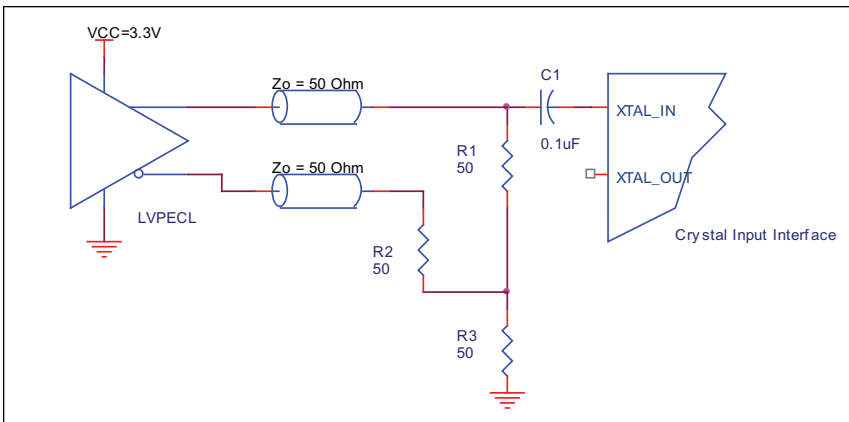 VCC=3.3V
Zo = 50 Ohm
C1
0.1uF
XTAL_IN
R1
50
Zo = 50 Ohm
XTAL_OUT
LVPECL
Crystal Input Interface
R2
50
R3
50